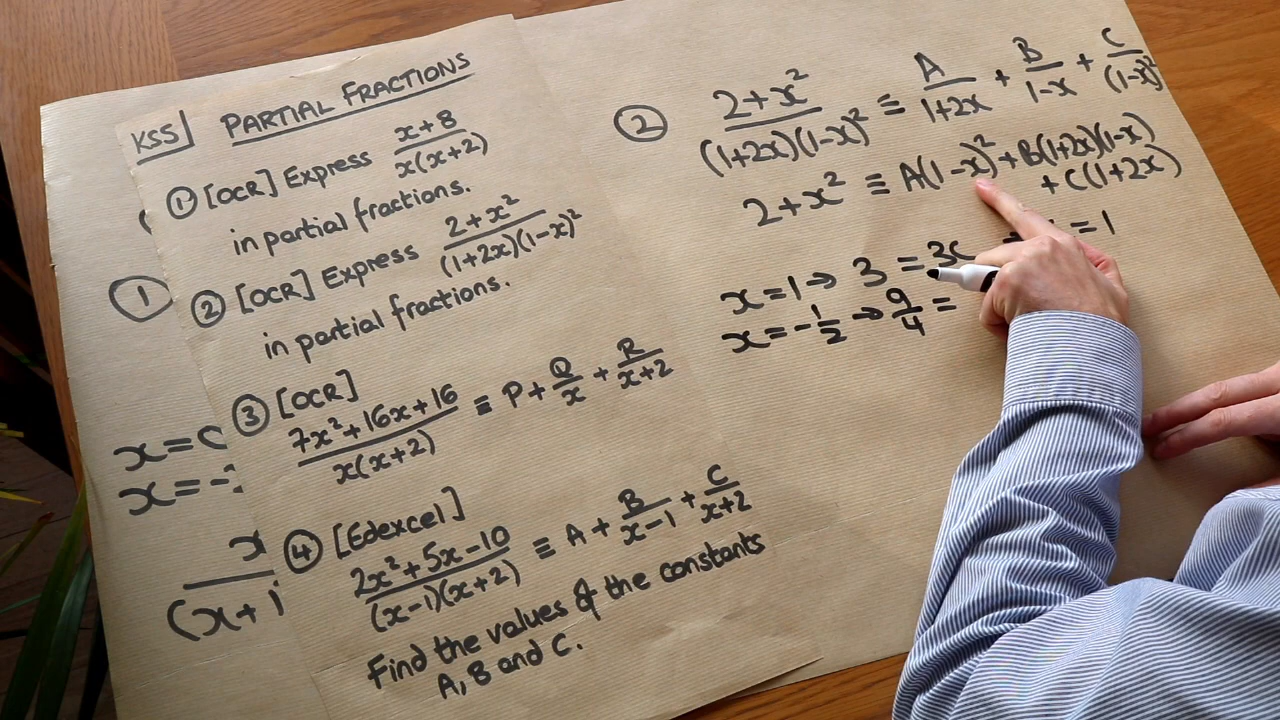 KS5 PARTIAL FRACTIONS
① [OCR] Express (x+8)/(x(x+2))
in partial fractions.
② [OCR] Express (2+x²)/((1+2x)(1-x)²)
in partial fractions.
③ [OCR]
(7x²+16x+16)/(x(x+2)) ≡ P + Q/x + R/(x+2)
④ [Edexcel]
(2x²+5x-10)/((x-1)(x+2)) ≡ A + B/(x-1) + C/(x+2)
Find the values of the constants
A, B and C.
①
x=
x=-
x
(x+1
② (2+x²)/((1+2x)(1-x)²) ≡ A/(1+2x) + B/(1-x) + C/(1-x)²
2+x² ≡ A(1-x)² + B(1+2x)(1-x)
+ C(1+2x)
x=1 → 3 = 3C = 1
x=-1/2 → 9/4 =